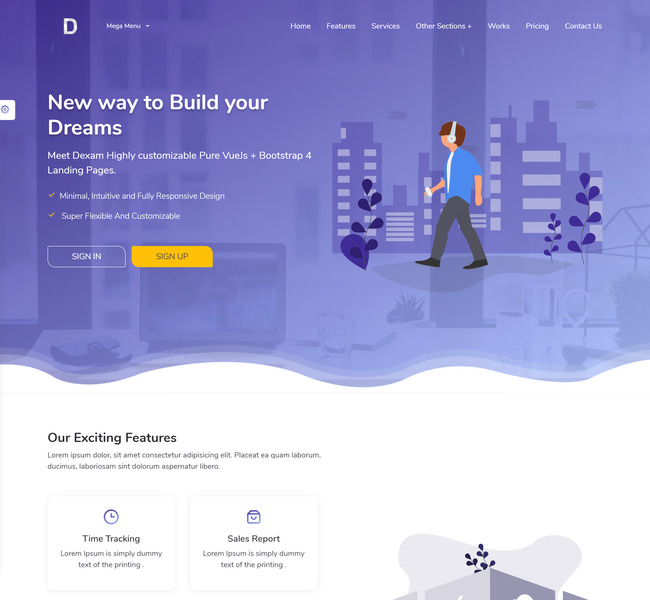 D
Mega Menu
Home Features Services Other Sections + Works Pricing Contact Us
New way to Build your
Dreams
Meet Dexam Highly customizable Pure VueJs + Bootstrap 4
Landing Pages.
Minimal, Intuitive and Fully Responsive Design
Super Flexible And Customizable
SIGN IN SIGN UP
Our Exciting Features
Lorem ipsum dolor, sit amet consectetur adipisicing elit. Placeat ea quam laborum,
ducimus, laboriosam sint dolorum aspernatur libero.
Time Tracking
Lorem Ipsum is simply dummy
text of the printing .
Sales Report
Lorem Ipsum is simply dummy
text of the printing .